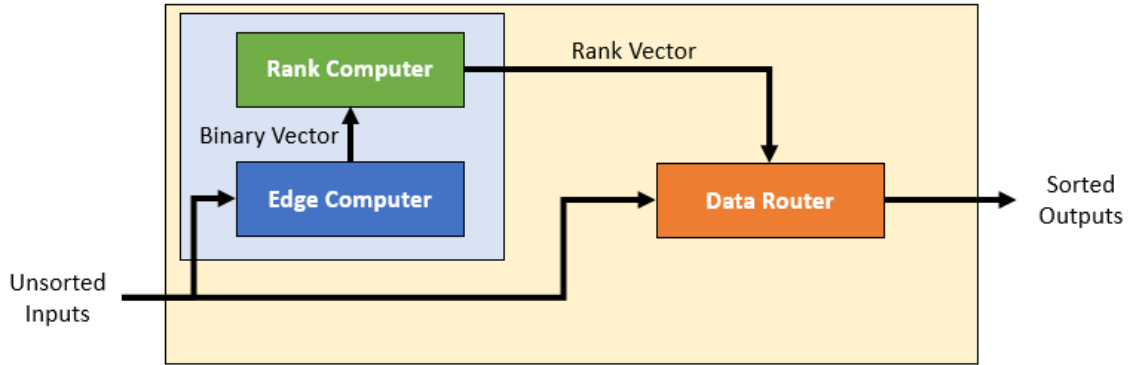 Rank Computer
Rank Vector
Binary Vector
Edge Computer
Data Router
Sorted
Outputs
Unsorted
Inputs